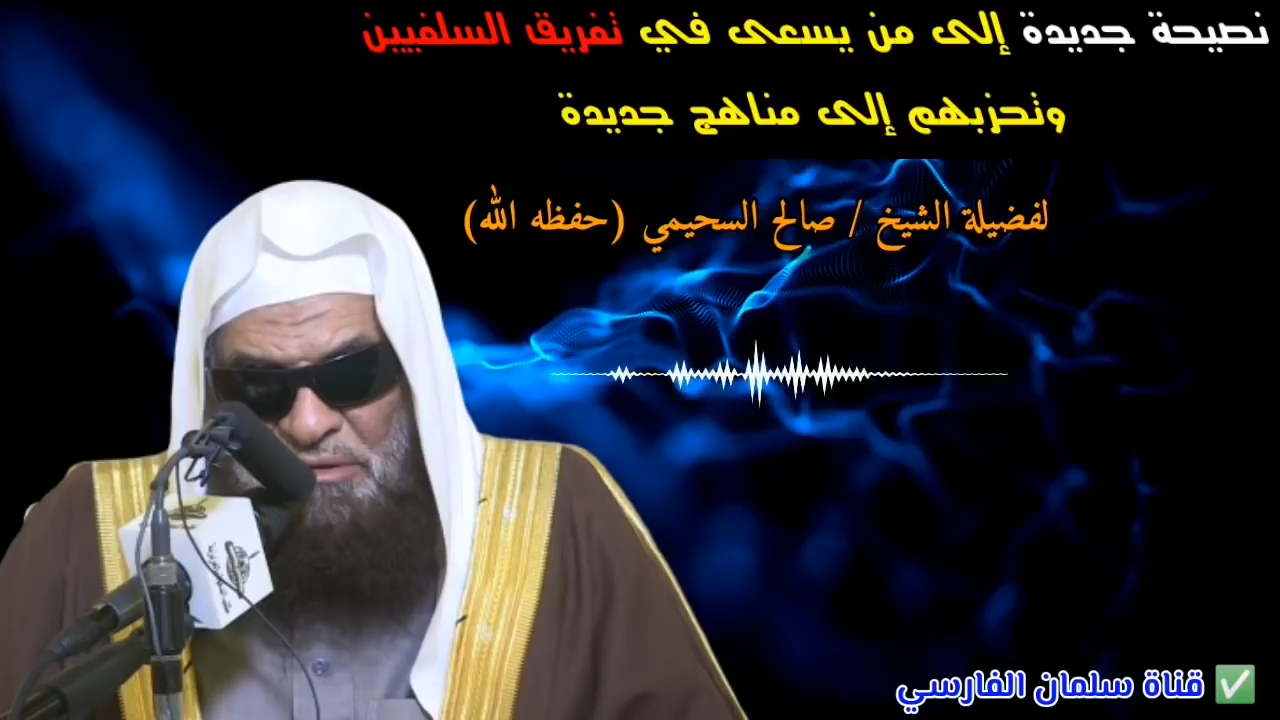 نصيحة جديدة إلى من يسعى في تفريق السلفيين
وتحزبهم إلى مناهج جديدة
لفضيلة الشيخ / صالح السحيمي (حفظه الله)
✅ قناة سلمان الفارسي